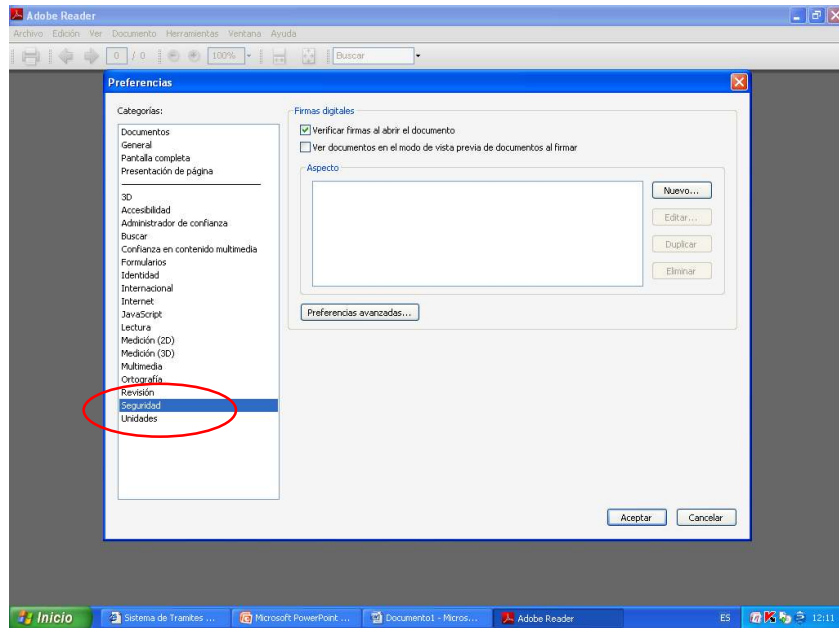 Adobe Reader
Archivo Edición Ver Documento Herramientas Ventana Ayuda
0 / 0 100% Buscar
Preferencias
Categorías:
Documentos
General
Pantalla completa
Presentación de página
3D
Accesibilidad
Administrador de confianza
Buscar
Confianza en contenido multimedia
Formularios
Identidad
Internacional
Internet
JavaScript
Lectura
Medición (2D)
Medición (3D)
Multimedia
Ortografía
Revisión
Seguridad
Unidades
Firmas digitales
Verificar firmas al abrir el documento
Ver documentos en el modo de vista previa de documentos al firmar
Aspecto
Nuevo...
Editar...
Duplicar
Eliminar
Preferencias avanzadas...
Aceptar Cancelar
Inicio Sistema de Tramites ... Microsoft PowerPoint ... Documento1 - Micros... Adobe Reader ES 12:11